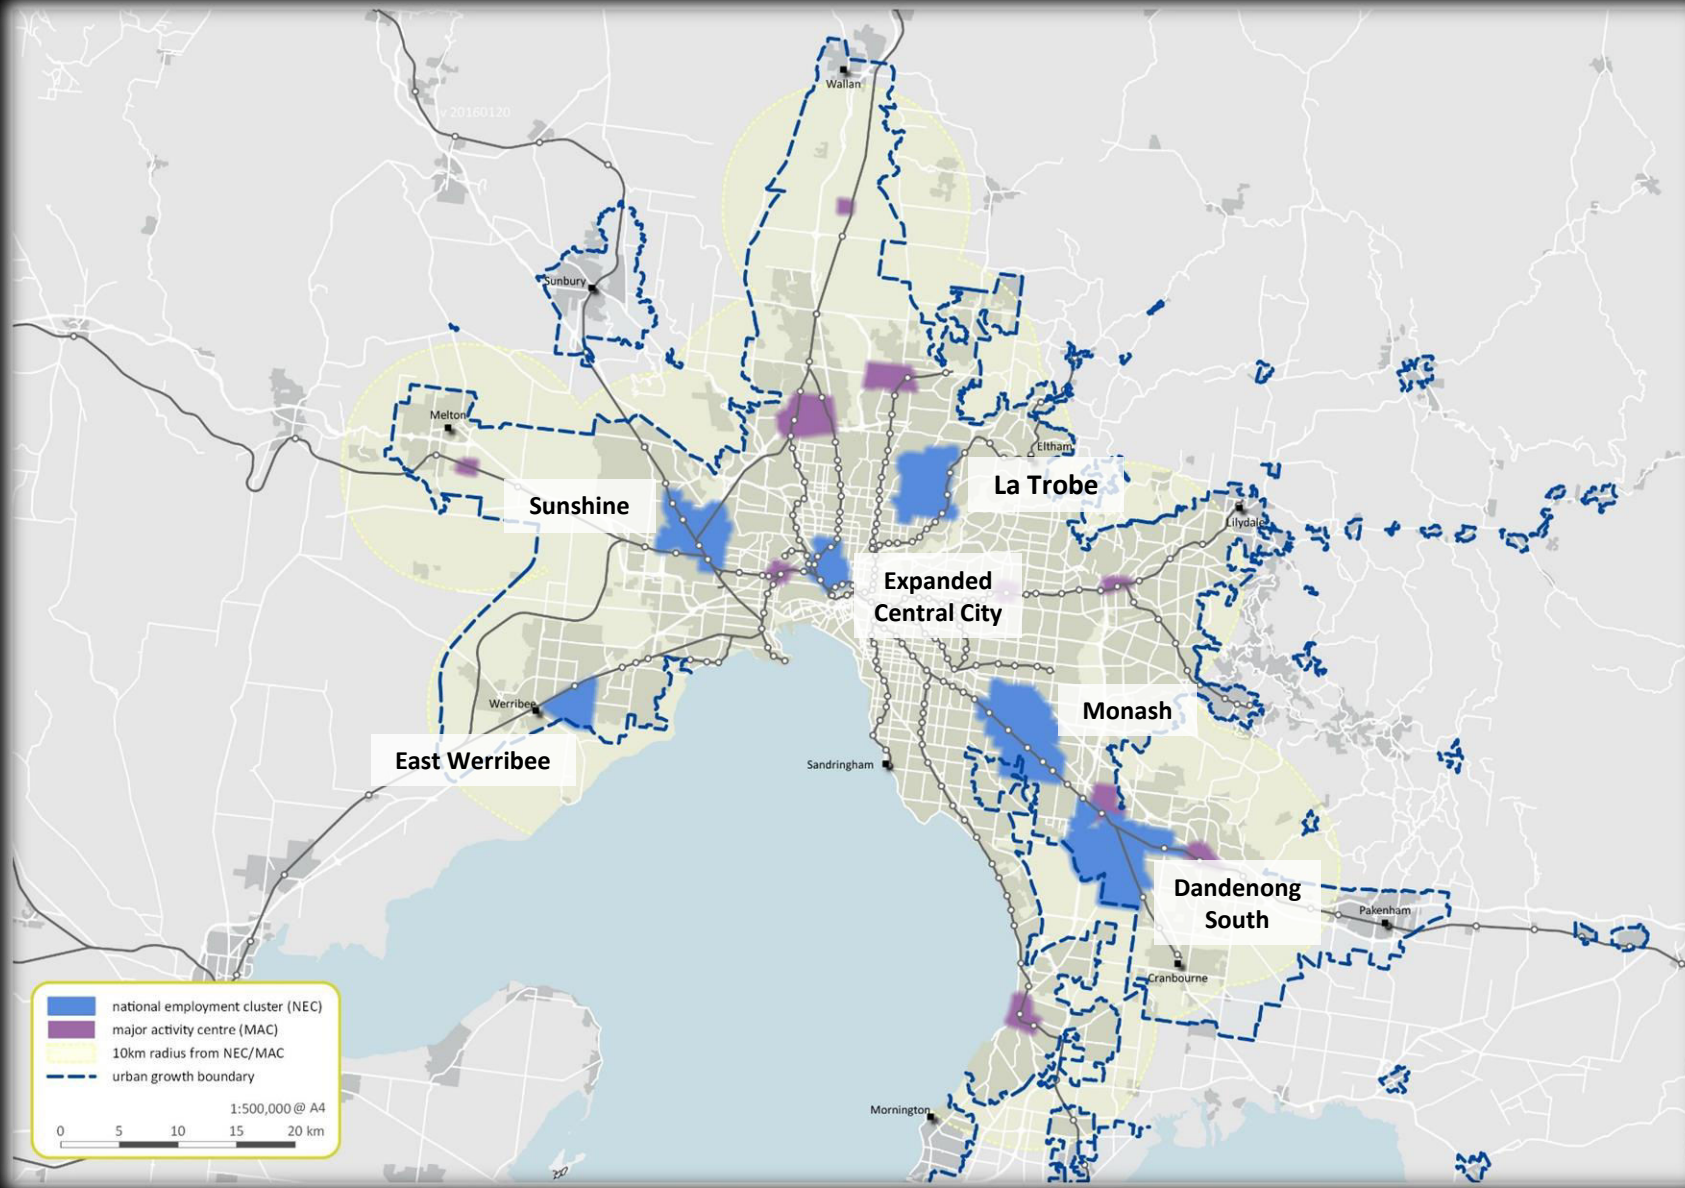 Wallan
v 20160120
Sunbury
Melton
Eltham
La Trobe
Sunshine
Lilydale
Expanded
Central City
Werribee
Monash
East Werribee
Sandringham
Dandenong
South
Pakenham
Cranbourne
Mornington
national employment cluster (NEC)
major activity centre (MAC)
10km radius from NEC/MAC
urban growth boundary
1:500,000 @ A4
0 5 10 15 20 km